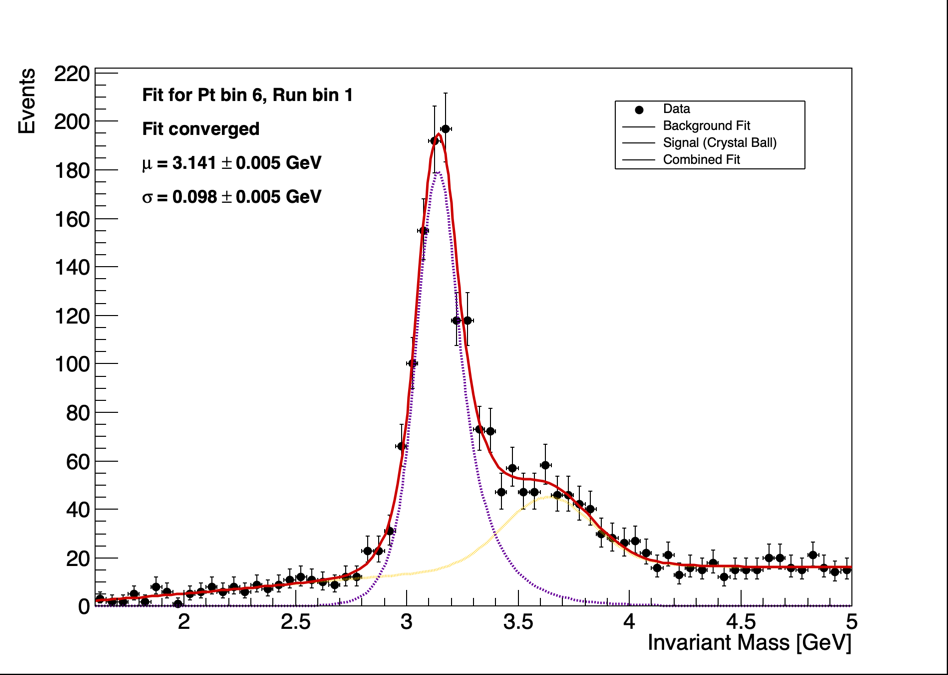 Events
220
200
180
160
140
120
100
80
60
40
20
0
Fit for Pt bin 6, Run bin 1
Fit converged
μ = 3.141 ± 0.005 GeV
σ = 0.098 ± 0.005 GeV
Data
Background Fit
Signal (Crystal Ball)
Combined Fit
2 2.5 3 3.5 4 4.5 5
Invariant Mass [GeV]